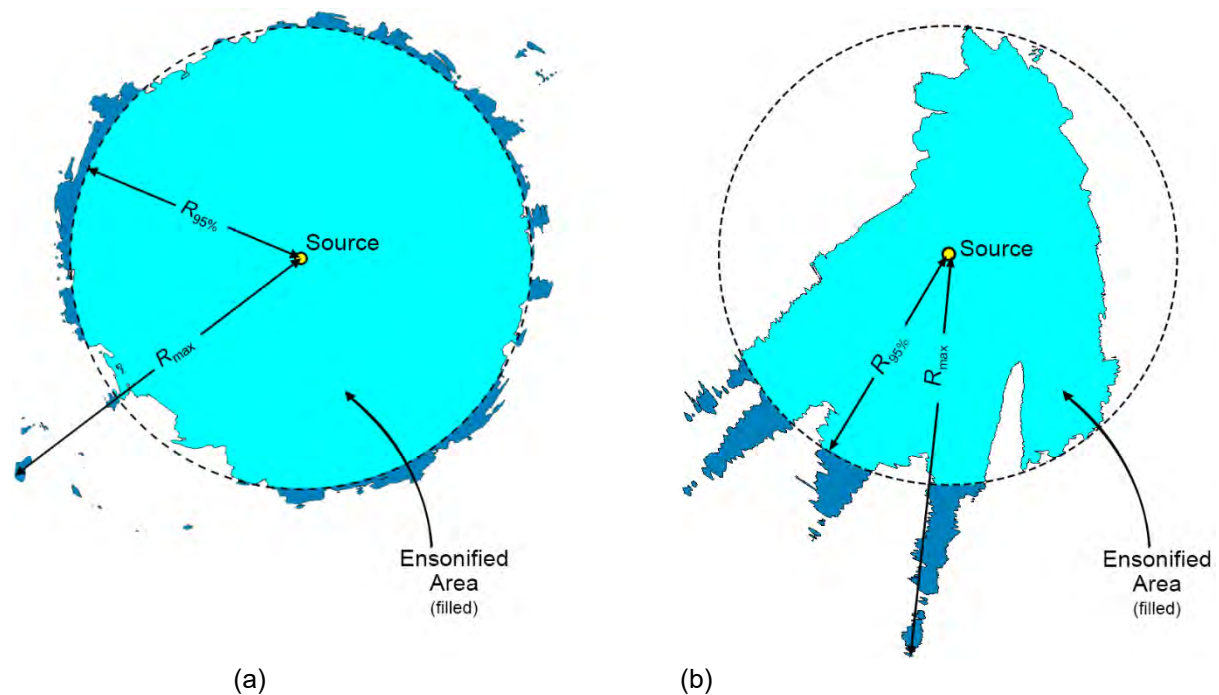 R95%
Source
Rmax
Ensonified
Area
(filled)
(a)
R95%
Source
Rmax
Ensonified
Area
(filled)
(b)